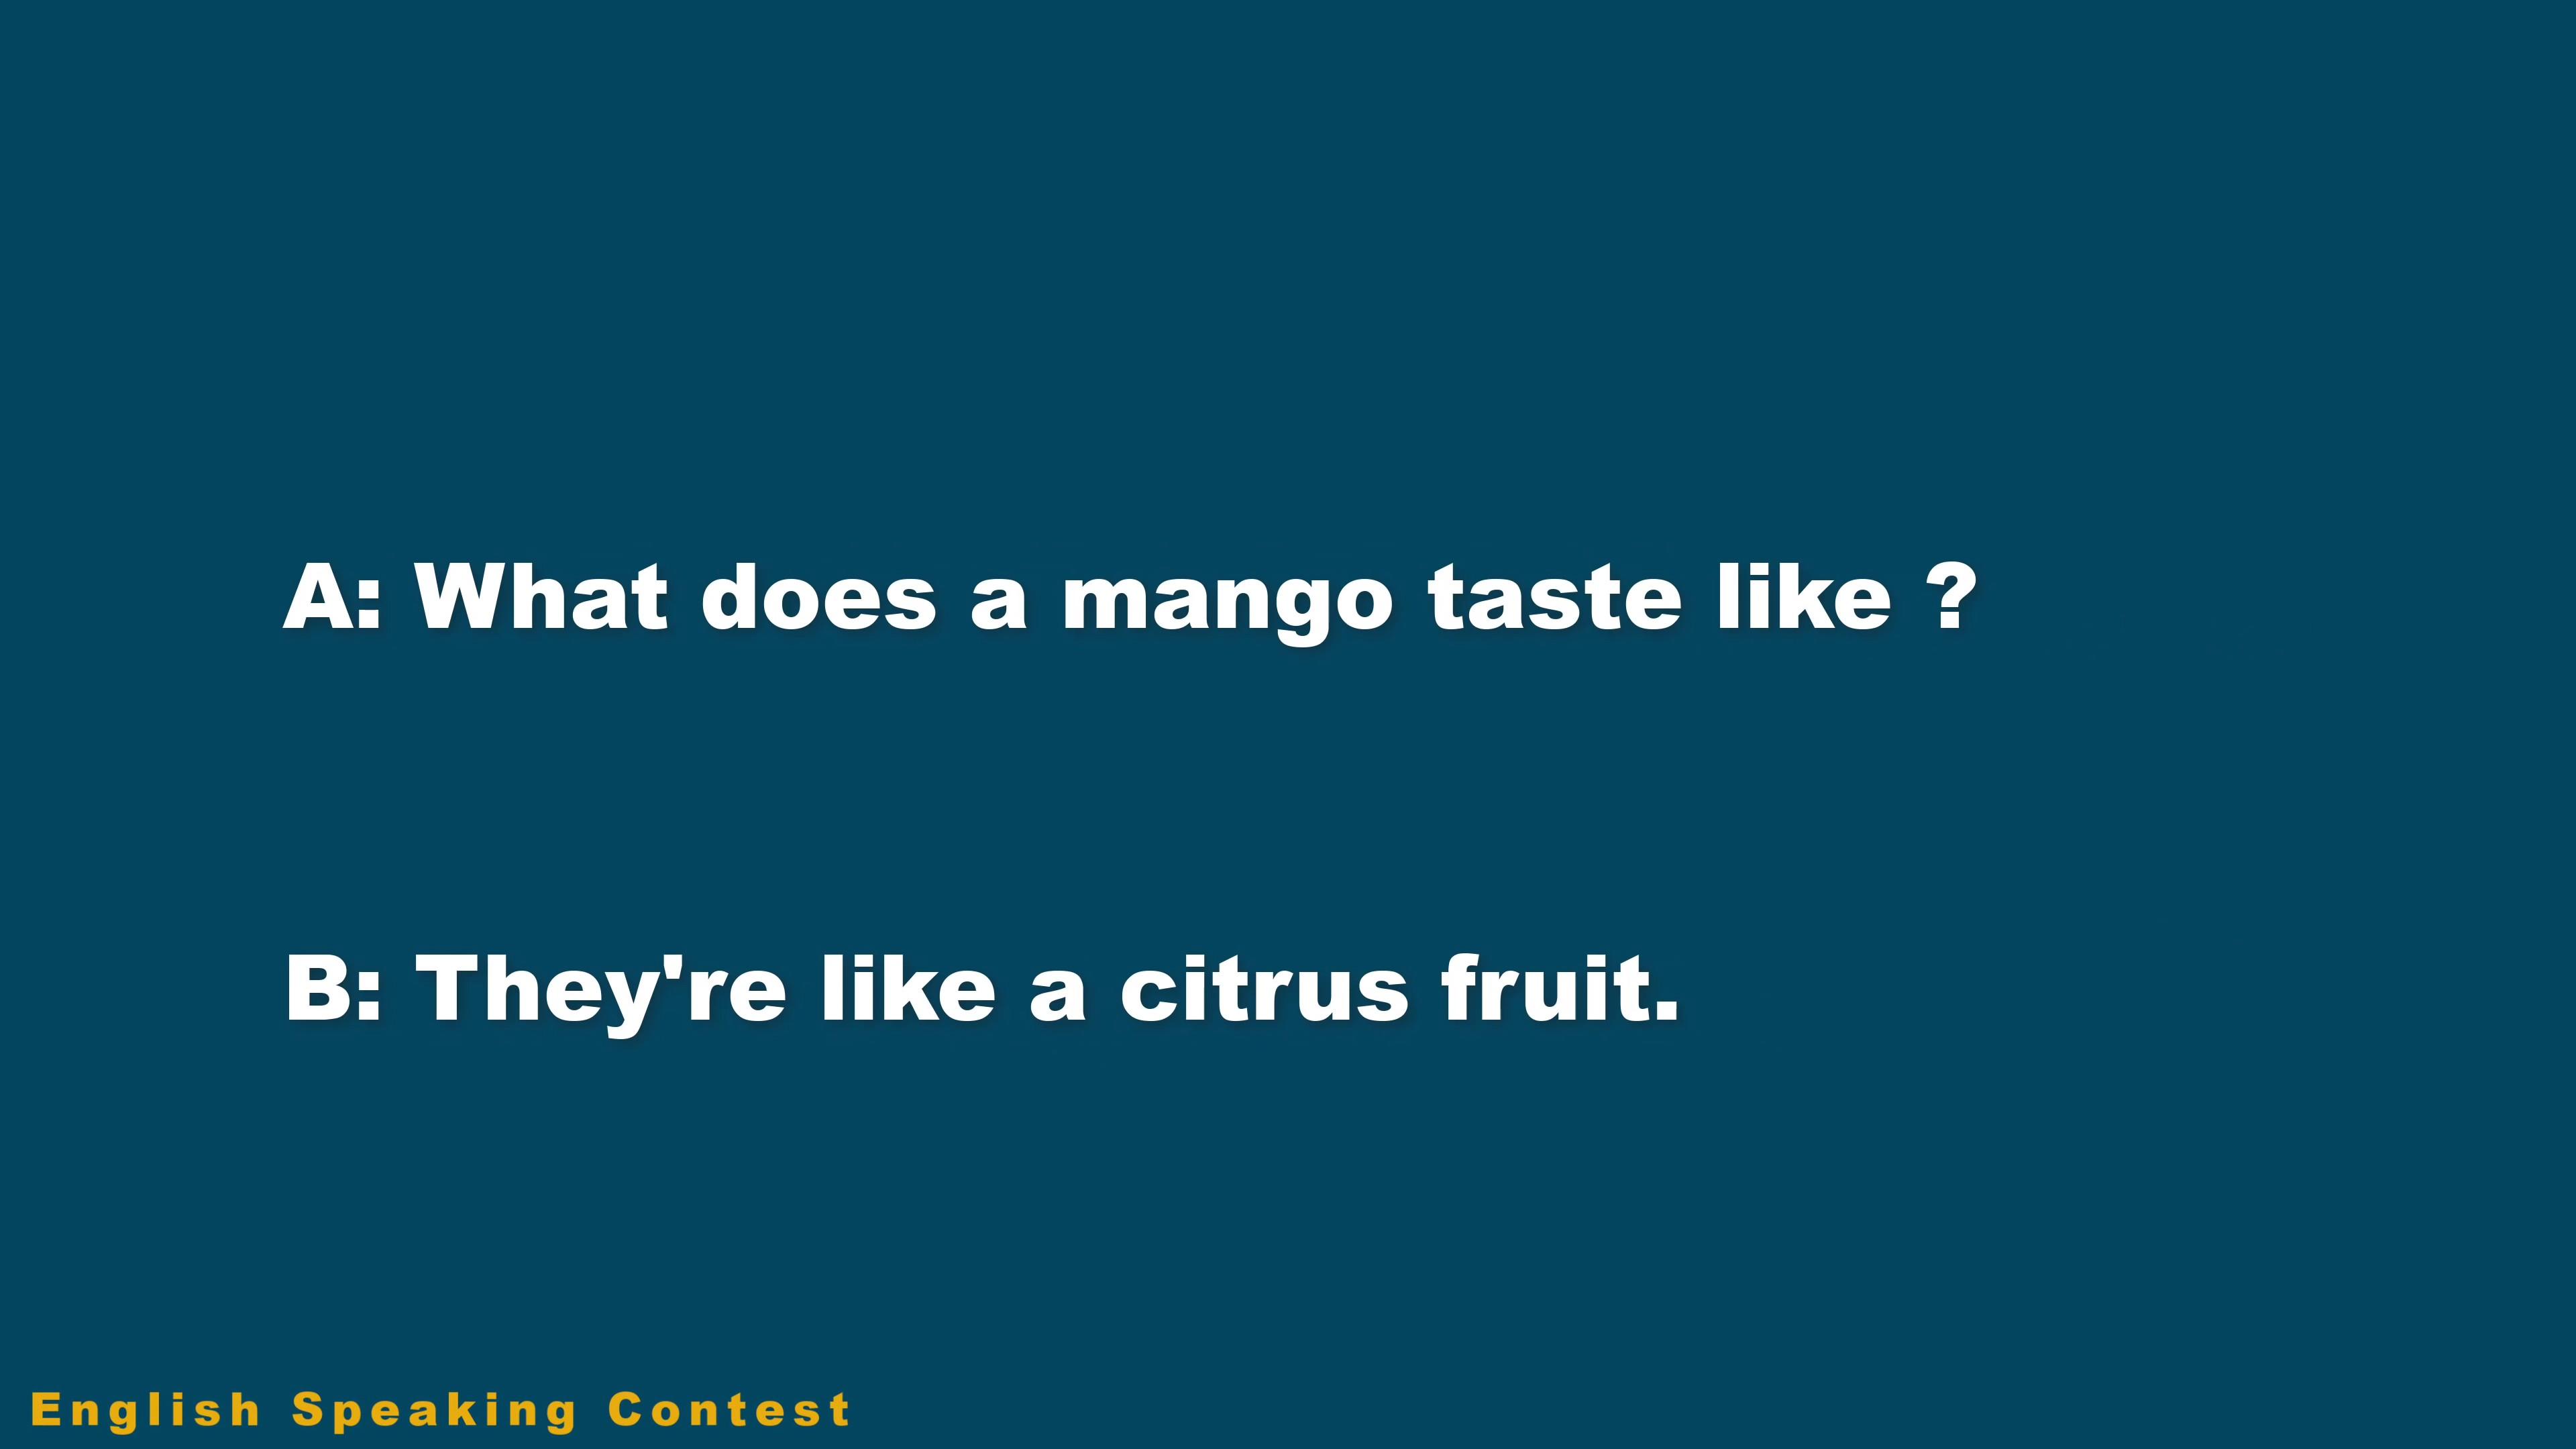 A: What does a mango taste like ?
B: They're like a citrus fruit.
English Speaking Contest